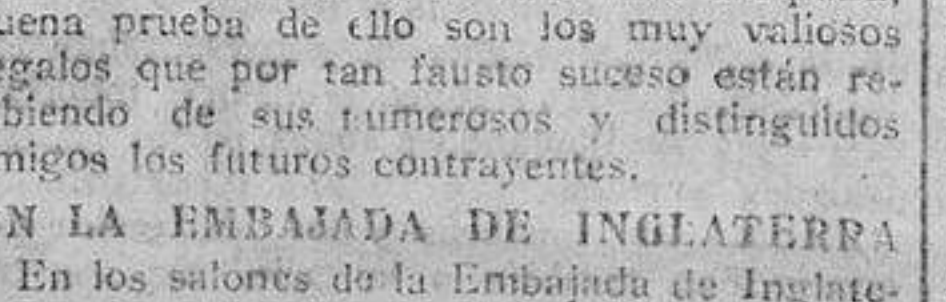 uena prueba de ello son los muy valiosos
egalos que por tan fausto suceso están re-
biendo de sus numerosos y distinguidos
migos los futuros contrayentes.
N LA EMBAJADA DE INGLATERRA
En los salones de la Embajada de Inglate-